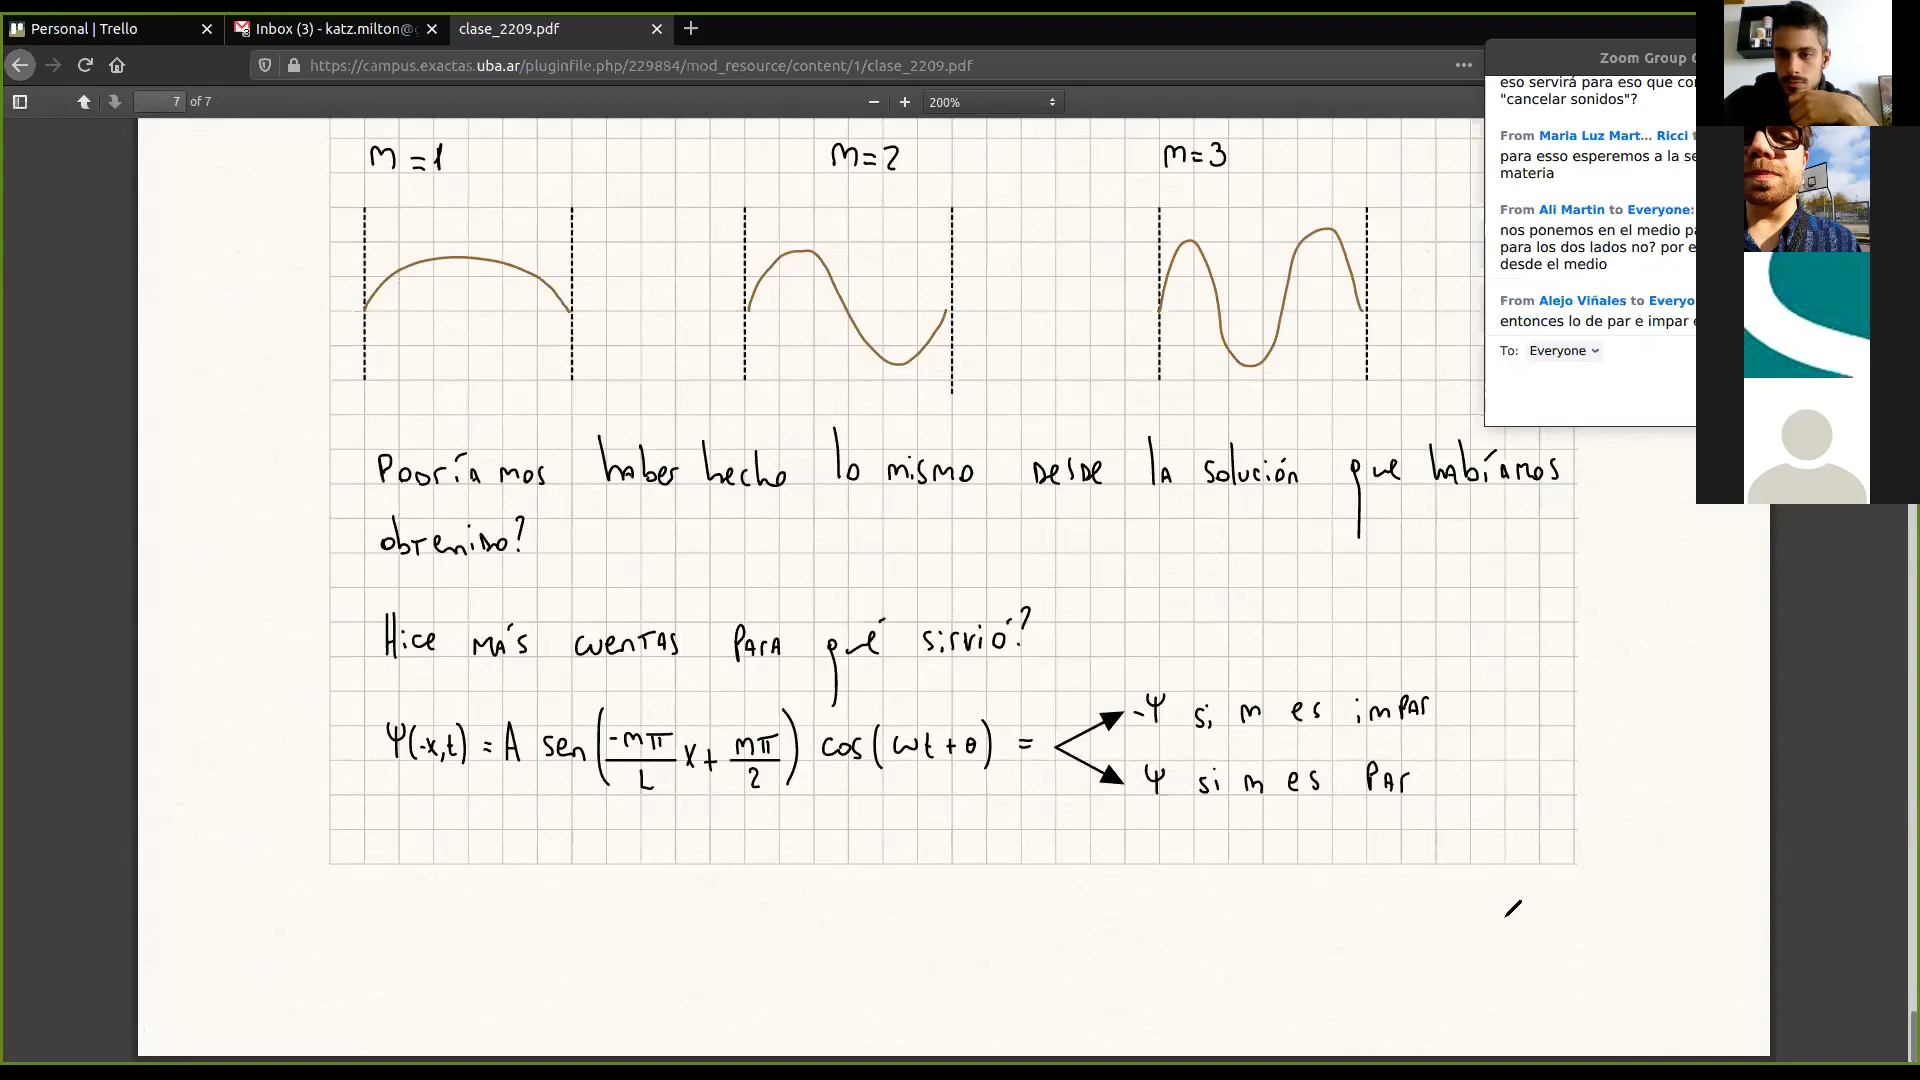 Personal | Trello
Inbox (3) - katz.milton@
clase_2209.pdf
https://campus.exactas.uba.ar/pluginfile.php/229884/mod_resource/content/1/clase_2209.pdf
7 of 7
200%
m=1
m=2
m=3
Podríamos haber hecho lo mismo desde la solución que habíamos
obtenido?
Hice más cuentas para qué sirvió?
Ψ(-x,t) = A sen(-mπ/L x + mπ/2) cos(ωt+θ) =
-Ψ si m es impar
Ψ si m es par
Zoom Group C
eso servirá para eso que co
"cancelar sonidos"?
From Maria Luz Mart... Ricci
para esso esperemos a la se
materia
From Ali Martin to Everyone:
nos ponemos en el medio pa
para los dos lados no? por e
desde el medio
From Alejo Viñales to Everyo
entonces lo de par e impar
To: Everyone